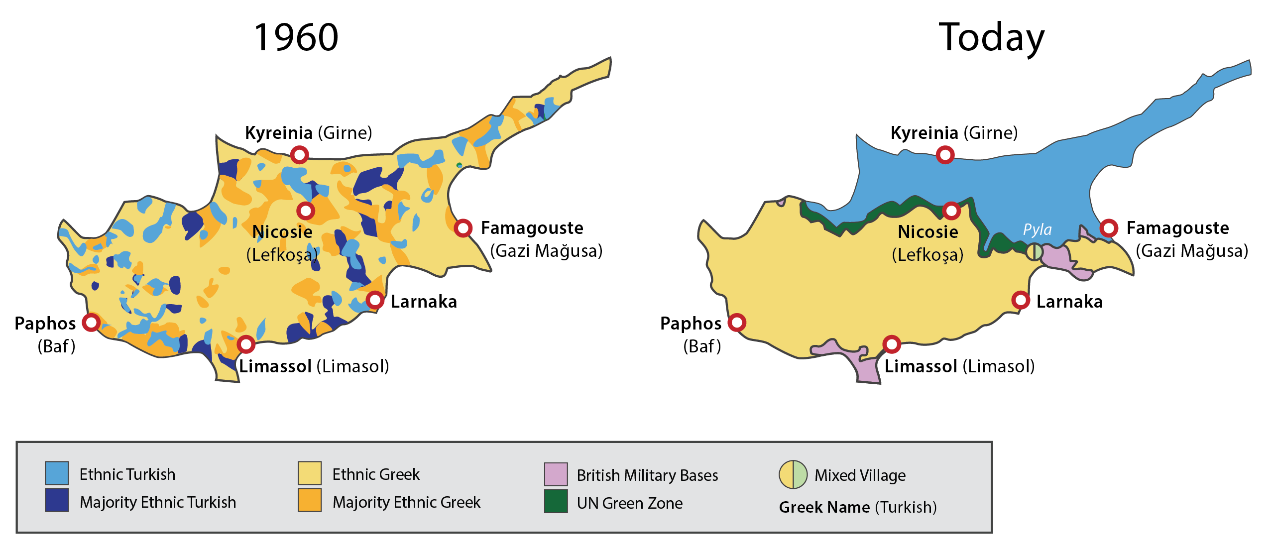 1960
Kyreinia (Girne)
Nicosie
(Lefkoşa)
Famagouste
(Gazi Mağusa)
Larnaka
Paphos
(Baf)
Limassol (Limasol)
Today
Kyreinia (Girne)
Nicosie
(Lefkoşa)
Pyla
Famagouste
(Gazi Mağusa)
Larnaka
Paphos
(Baf)
Limassol (Limasol)
Ethnic Turkish
Majority Ethnic Turkish
Ethnic Greek
Majority Ethnic Greek
British Military Bases
UN Green Zone
Mixed Village
Greek Name (Turkish)